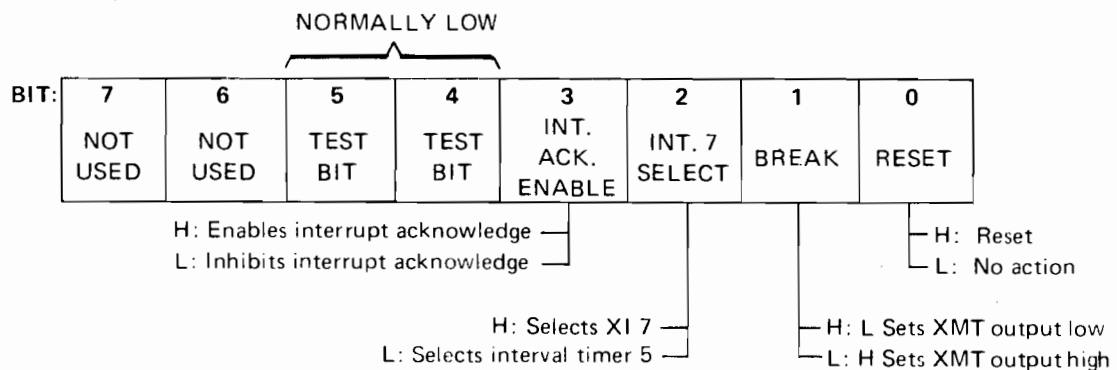 NORMALLY LOW
BIT: 7 6 5 4 3 2 1 0
NOT USED
NOT USED
TEST BIT
TEST BIT
INT. ACK. ENABLE
INT. 7 SELECT
BREAK
RESET
H: Enables interrupt acknowledge
L: Inhibits interrupt acknowledge
H: Reset
L: No action
H: Selects XI 7
L: Selects interval timer 5
H: L Sets XMT output low
L: H Sets XMT output high